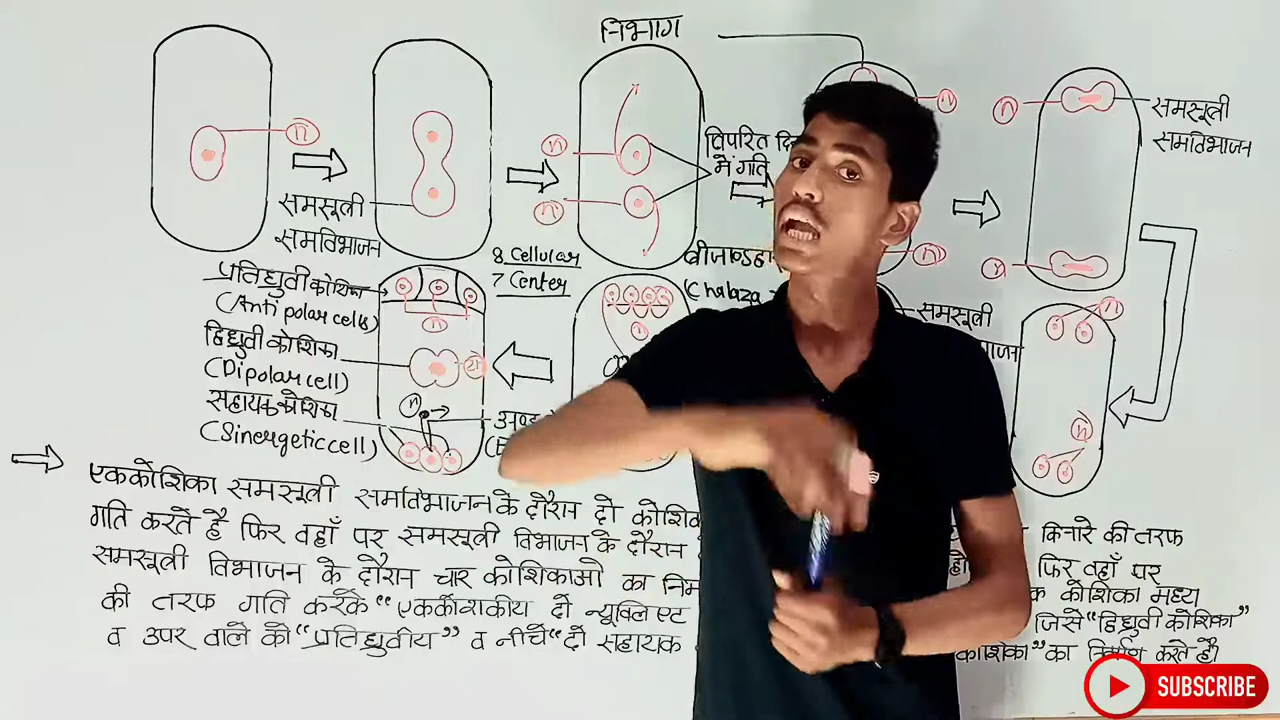 विभाग
n
n
n
n
n
n
n
समसूत्री
समविभाजन
समसूत्री
समविभाजन
विपरित
में गति
8 Cellular
7 Center
(Chalaza
समसूत्री
प्रतिध्रुवी कोशिका
(Anti polar cells)
n
n
n
n
द्विध्रुवी कोशिका
(Dipolar cell)
2n
सहायक कोशिका
n
(Sinergetic cell)
एककोशिका समसूत्री समविभाजन के दौरान दो किनारे की तरफ
गति करते है फिर वहाँ पर समसूत्री विभाजन के दौरान फिर वहाँ पर
समसूत्री विभाजन के दौरान चार कोशिकाओ का कोशिका मध्य
की तरफ गति करके "एककोशकीय दो न्यूक्लिएट जिसे "द्विध्रुवी कोशिका"
व उपर वाले को "प्रतिध्रुवीय" व नीचे "दो सहायक कोशिका" का निर्माण करते है।
SUBSCRIBE